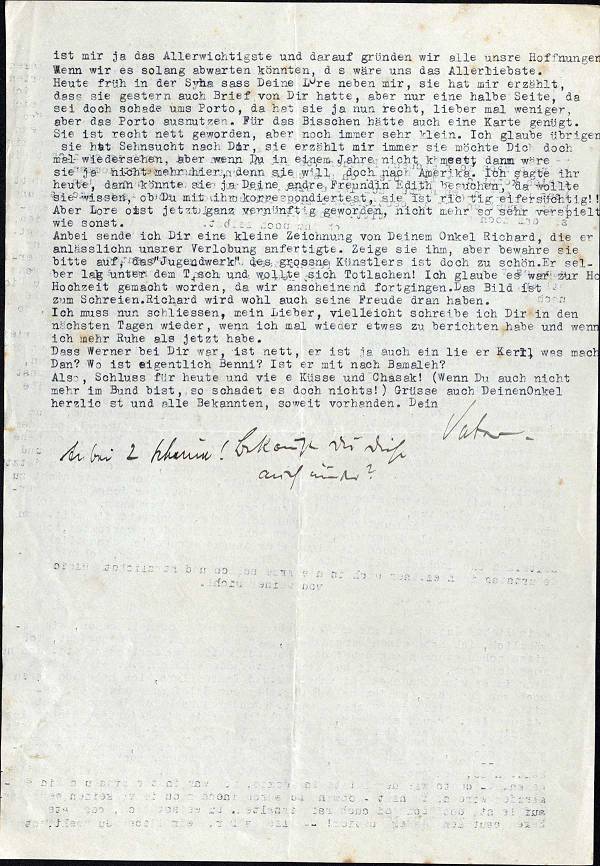 ist mir ja das Allerwichtigste und darauf gründen wir alle unsre Hoffnungen
Wenn wir es solang abwarten könnten, d s wäre uns das Allerliebste.
Heute früh in der Syna sass Deine Lore neben mir, sie hat mir erzählt,
dass sie gestern auch Brief von Dir hatte, aber nur eine halbe Seite, da
sei doch schade ums Porto, da hat sie ja nun recht, lieber mal weniger,
aber das Porto ausnutzen. Für das Bisschen hätte auch eine Karte genügt.
Sie ist recht nett geworden, aber noch immer sehr klein. Ich glaube übrigen
sie hat Sehnsucht nach Dir, sie erzählt mir immer sie möchte Dich doch
mal wiedersehen, aber wenn Du in einem Jahre nicht kämst dann wäre
sie ja nicht mehr hier, denn sie will doch nach Amerika. Ich sagte ihr
heute, dann könnte sie ja Deine andre Freundin Edith besuchen, da wollte
sie wissen, ob Du mit ihr korrespondierest, sie ist richtig eifersüchtig!!
Aber Lore ist jetzt ganz vernünftig geworden, nicht mehr so sehr verspielt
wie sonst.
Anbei sende ich Dir eine kleine Zeichnung von Deinem Onkel Richard, die er
anlässlich unsrer Verlobung anfertigte. Zeige sie ihm, aber bewahre sie
bitte auf, das "Jugendwerk" des grossne Künstlers ist doch zu schön. Er sel-
ber lag unter dem Tisch und wollte sich Totlachen! Ich glaube es war zur Ho
Hochzeit gemacht worden, da wir anscheinend fortgingen. Das Bild ist
zum Schreien. Richard wird wohl auch seine Freude dran haben.
Ich muss nun schliessen, mein Lieber, vielleicht schreibe ich Dir in den
nächsten Tagen wieder, wenn ich mal wieder etwas zu berichten habe und wenn
ich mehr Ruhe als jetzt habe.
Dass Werner bei Dir war, ist nett, er ist ja auch ein lie er Kerl, was mach
Dan? Wo ist eigentlich Benni? Ist er mit nach Bamaleh?
Also, Schluss für heute und vie e Küsse und Chasak! (Wenn Du auch nicht
mehr im Bund bist, so schadet es doch nichts!) Grüsse auch Deinen Onkel
herzlic st und alle Bekannten, soweit vorhanden. Dein
Vater.
bei 2 ! Du Dich